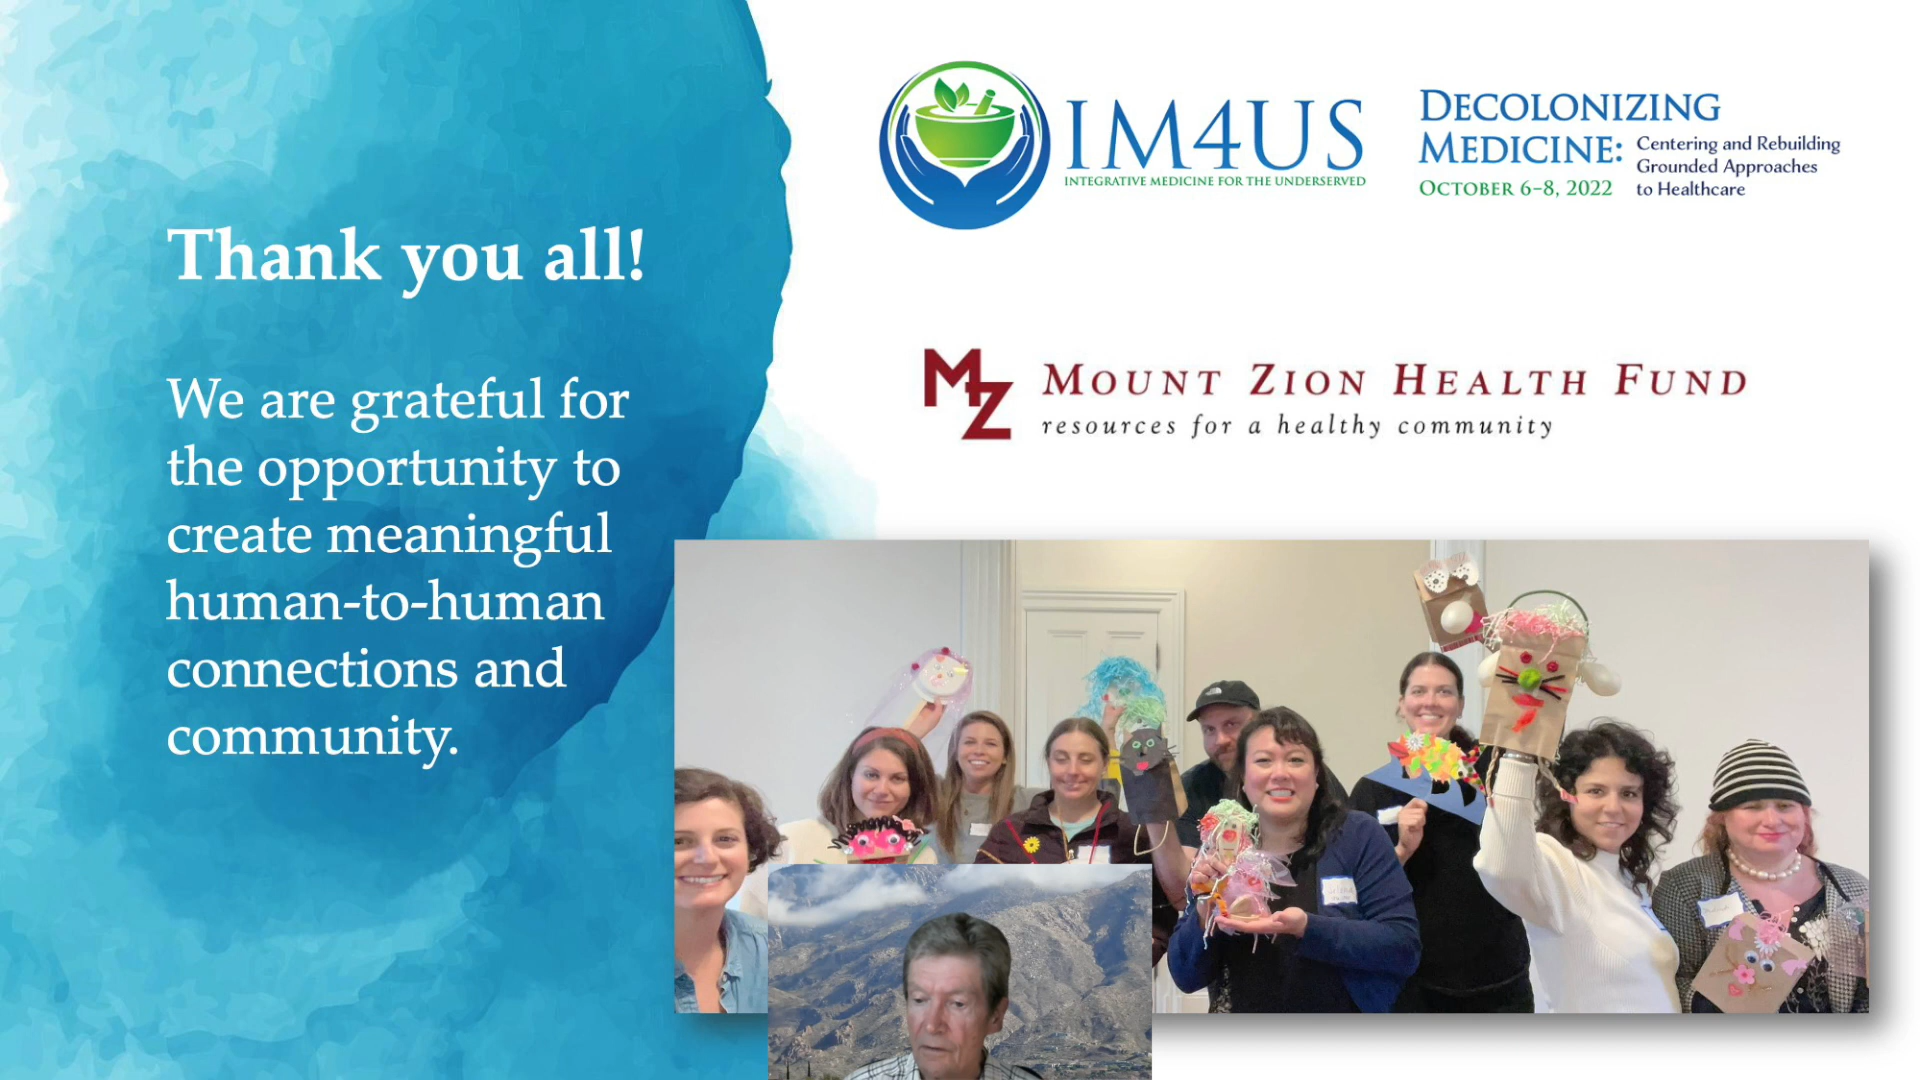 Thank you all!
We are grateful for
the opportunity to
create meaningful
human-to-human
connections and
community.
IM4US
INTEGRATIVE MEDICINE FOR THE UNDERSERVED
DECOLONIZING
MEDICINE:
OCTOBER 6–8, 2022
Centering and Rebuilding
Grounded Approaches
to Healthcare
MZ
MOUNT ZION HEALTH FUND
resources for a healthy community